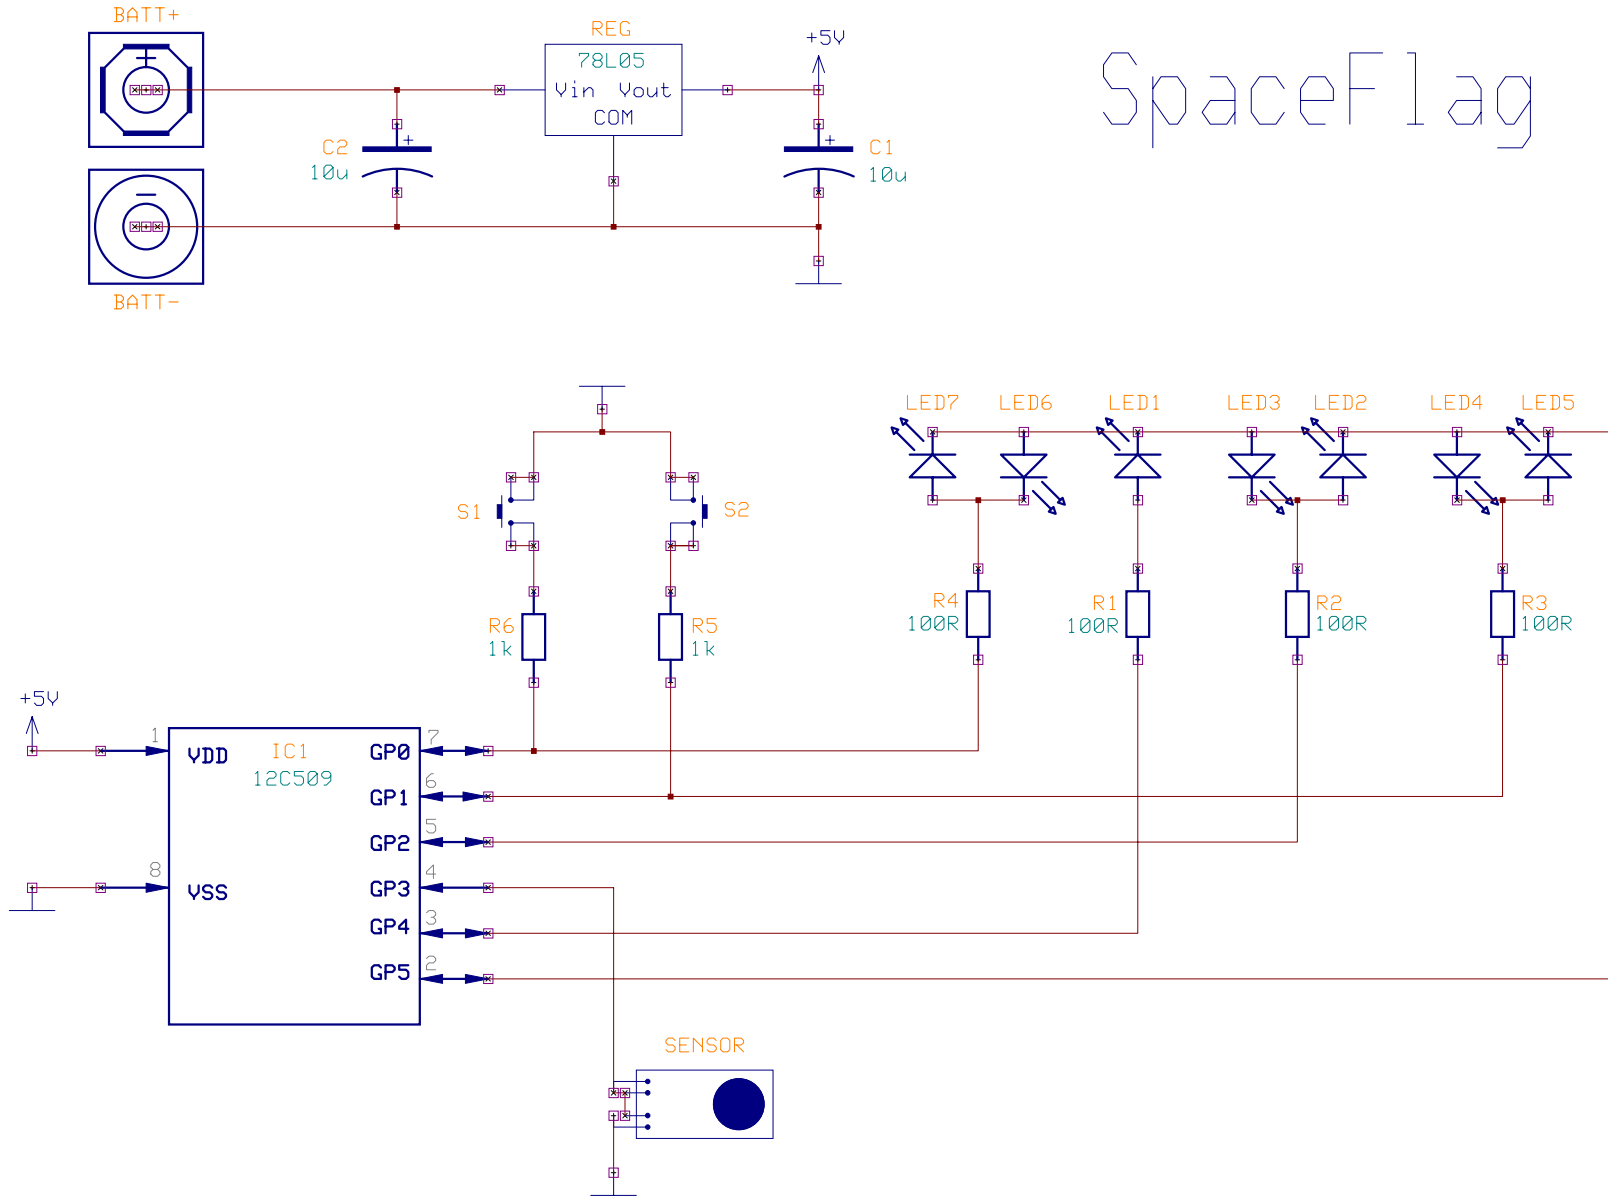 BATT+
REG
78L05
Vin Vout
COM
+5V
SpaceFlag
C2
10u
+
C1
10u
+
BATT-
LED7 LED6 LED1 LED3 LED2 LED4 LED5
S1 S2
R4
100R
R1
100R
R2
100R
R3
100R
R6
1k
R5
1k
+5V
1
VDD
IC1
12C509
GP0
7
GP1
6
GP2
5
8
VSS
GP3
4
GP4
3
GP5
2
SENSOR